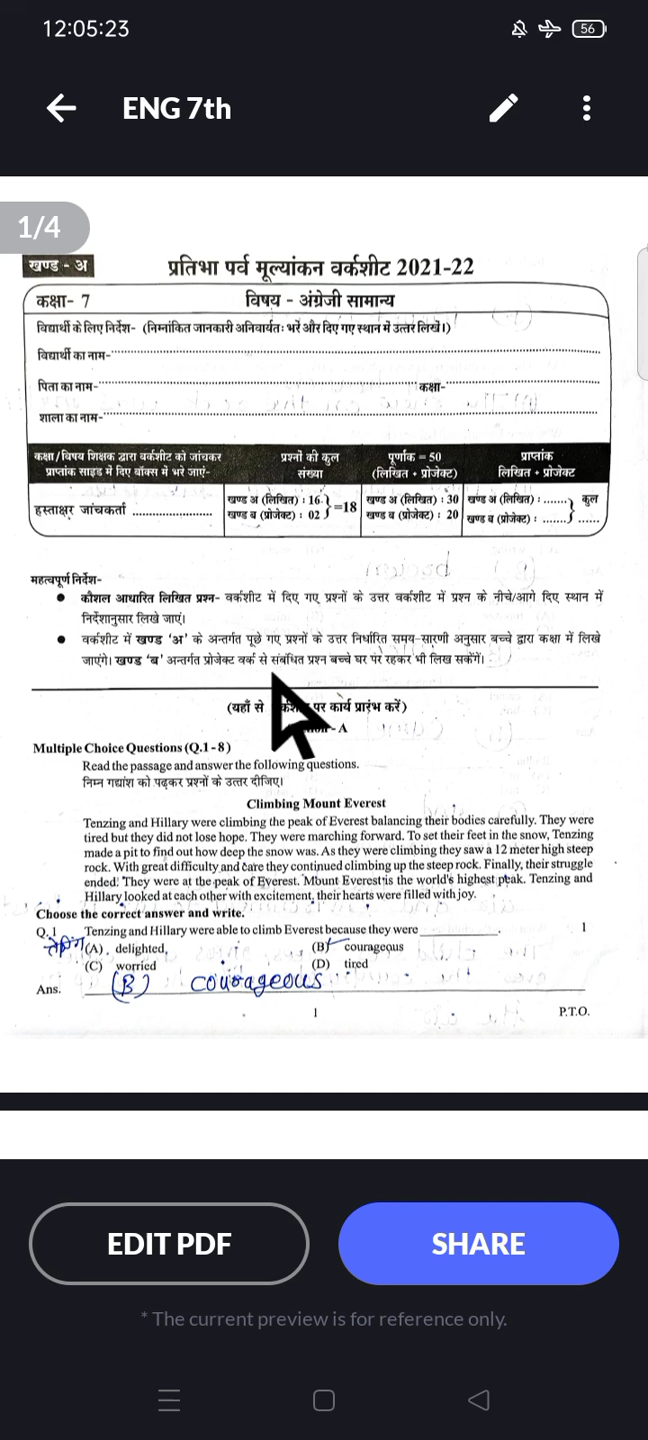 12:05:23
56
ENG 7th
1/4
खण्ड - अ
प्रतिभा पर्व मूल्यांकन वर्कशीट 2021-22
कक्षा- 7
विषय - अंग्रेजी सामान्य
विद्यार्थी के लिए निर्देश- (निम्नांकित जानकारी अनिवार्यतः भरें और दिए गए स्थान में उत्तर लिखें।)
विद्यार्थी का नाम-
पिता का नाम- कक्षा-
शाला का नाम-
कक्षा/विषय शिक्षक द्वारा वर्कशीट को जांचकर
प्राप्तांक साइड में दिए बॉक्स में भरे जाएं-
प्रश्नों की कुल
संख्या
पूर्णांक = 50
(लिखित + प्रोजेक्ट)
प्राप्तांक
लिखित + प्रोजेक्ट
हस्ताक्षर जांचकर्ता ......................
खण्ड अ (लिखित) : 16
खण्ड ब (प्रोजेक्ट) : 02 } =18
खण्ड अ (लिखित) : 30
खण्ड ब (प्रोजेक्ट) : 20
खण्ड अ (लिखित) : ......
खण्ड ब (प्रोजेक्ट) : ...... } कुल ......
महत्वपूर्ण निर्देश-
● कौशल आधारित लिखित प्रश्न- वर्कशीट में दिए गए प्रश्नों के उत्तर वर्कशीट में प्रश्न के नीचे/आगे दिए स्थान में
निर्देशानुसार लिखे जाएं।
● वर्कशीट में खण्ड 'अ' के अन्तर्गत पूछे गए प्रश्नों के उत्तर निर्धारित समय-सारणी अनुसार बच्चे द्वारा कक्षा में लिखे
जाएंगे। खण्ड 'ब' अन्तर्गत प्रोजेक्ट वर्क से संबंधित प्रश्न बच्चे घर पर रहकर भी लिख सकेंगें।
(यहाँ से पर कार्य प्रारंभ करें)
- A
Multiple Choice Questions (Q.1-8)
Read the passage and answer the following questions.
निम्न गद्यांश को पढ़कर प्रश्नों के उत्तर दीजिए।
Climbing Mount Everest
Tenzing and Hillary were climbing the peak of Everest balancing their bodies carefully. They were
tired but they did not lose hope. They were marching forward. To set their feet in the snow, Tenzing
made a pit to find out how deep the snow was. As they were climbing they saw a 12 meter high steep
rock. With great difficulty and care they continued climbing up the steep rock. Finally, their struggle
ended. They were at the peak of Everest. Mount Everest is the world's highest peak. Tenzing and
Hillary looked at each other with excitement, their hearts were filled with joy.
Choose the correct answer and write.
Q. 1 Tenzing and Hillary were able to climb Everest because they were __________. 1
(A) delighted, (B) courageous
(C) worried (D) tired
Ans. (B) courageous
1
P.T.O.
EDIT PDF
SHARE
* The current preview is for reference only.